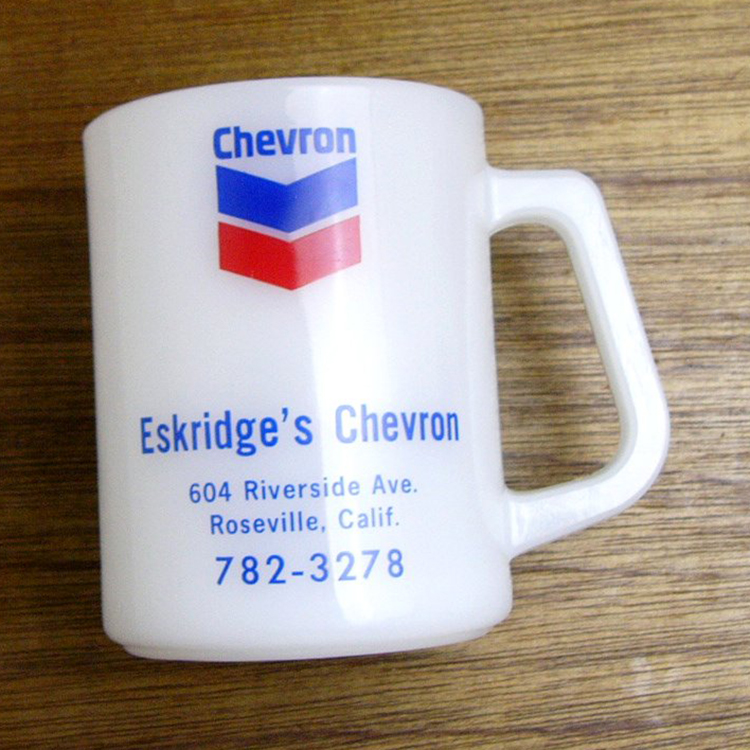 Chevron
Eskridge's Chevron
604 Riverside Ave.
Roseville, Calif.
782-3278